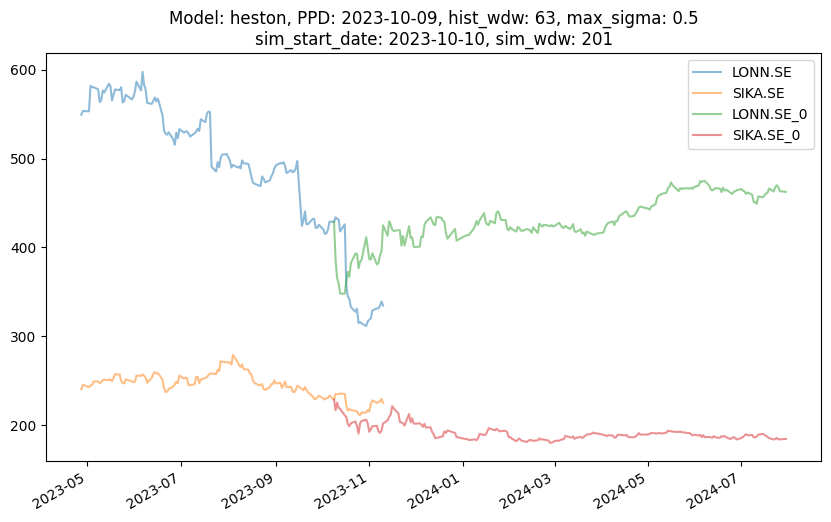 Model: heston, PPD: 2023-10-09, hist_wdw: 63, max_sigma: 0.5
sim_start_date: 2023-10-10, sim_wdw: 201
LONN.SE
SIKA.SE
LONN.SE_0
SIKA.SE_0
600
500
400
300
200
2023-05
2023-07
2023-09
2023-11
2024-01
2024-03
2024-05
2024-07